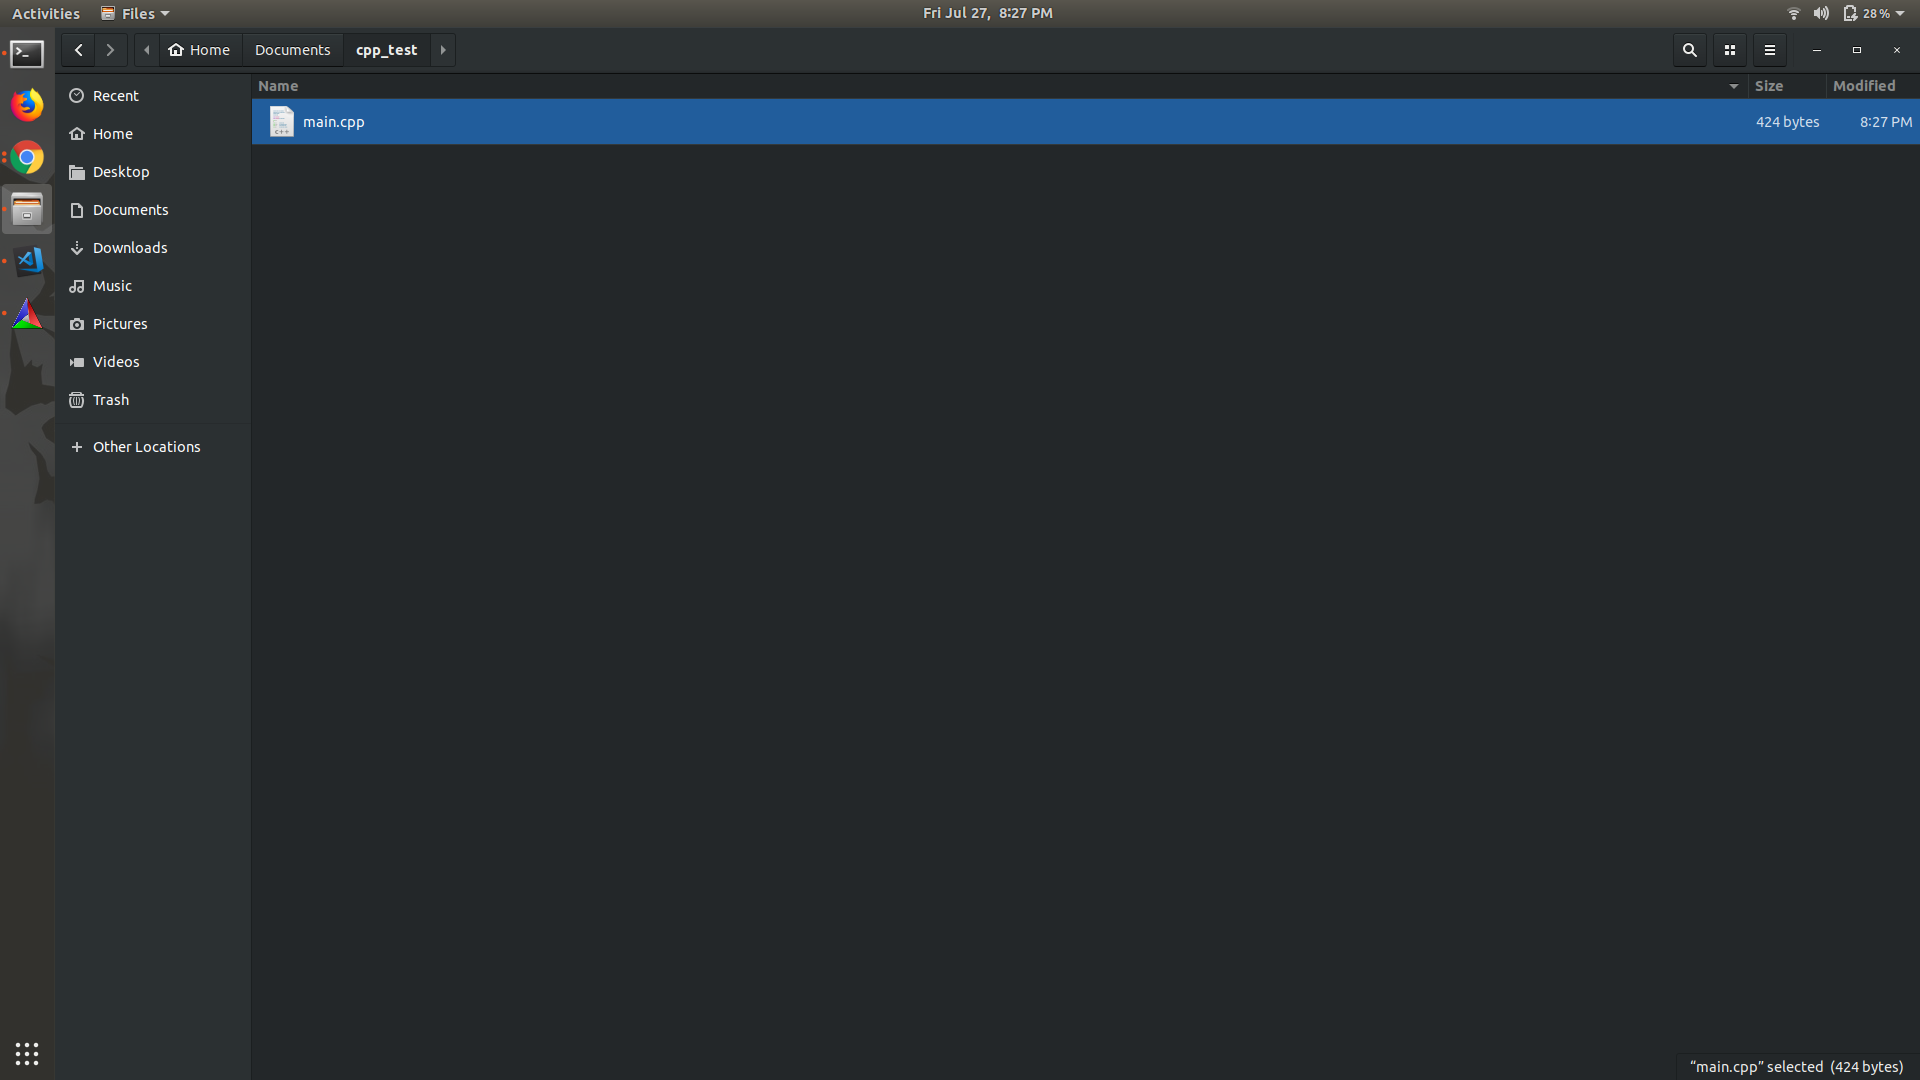 Activities Files Fri Jul 27, 8:27 PM 28 %
Home Documents cpp_test
Name Size Modified
main.cpp 424 bytes 8:27 PM
Recent
Home
Desktop
Documents
Downloads
Music
Pictures
Videos
Trash
Other Locations
“main.cpp” selected (424 bytes)